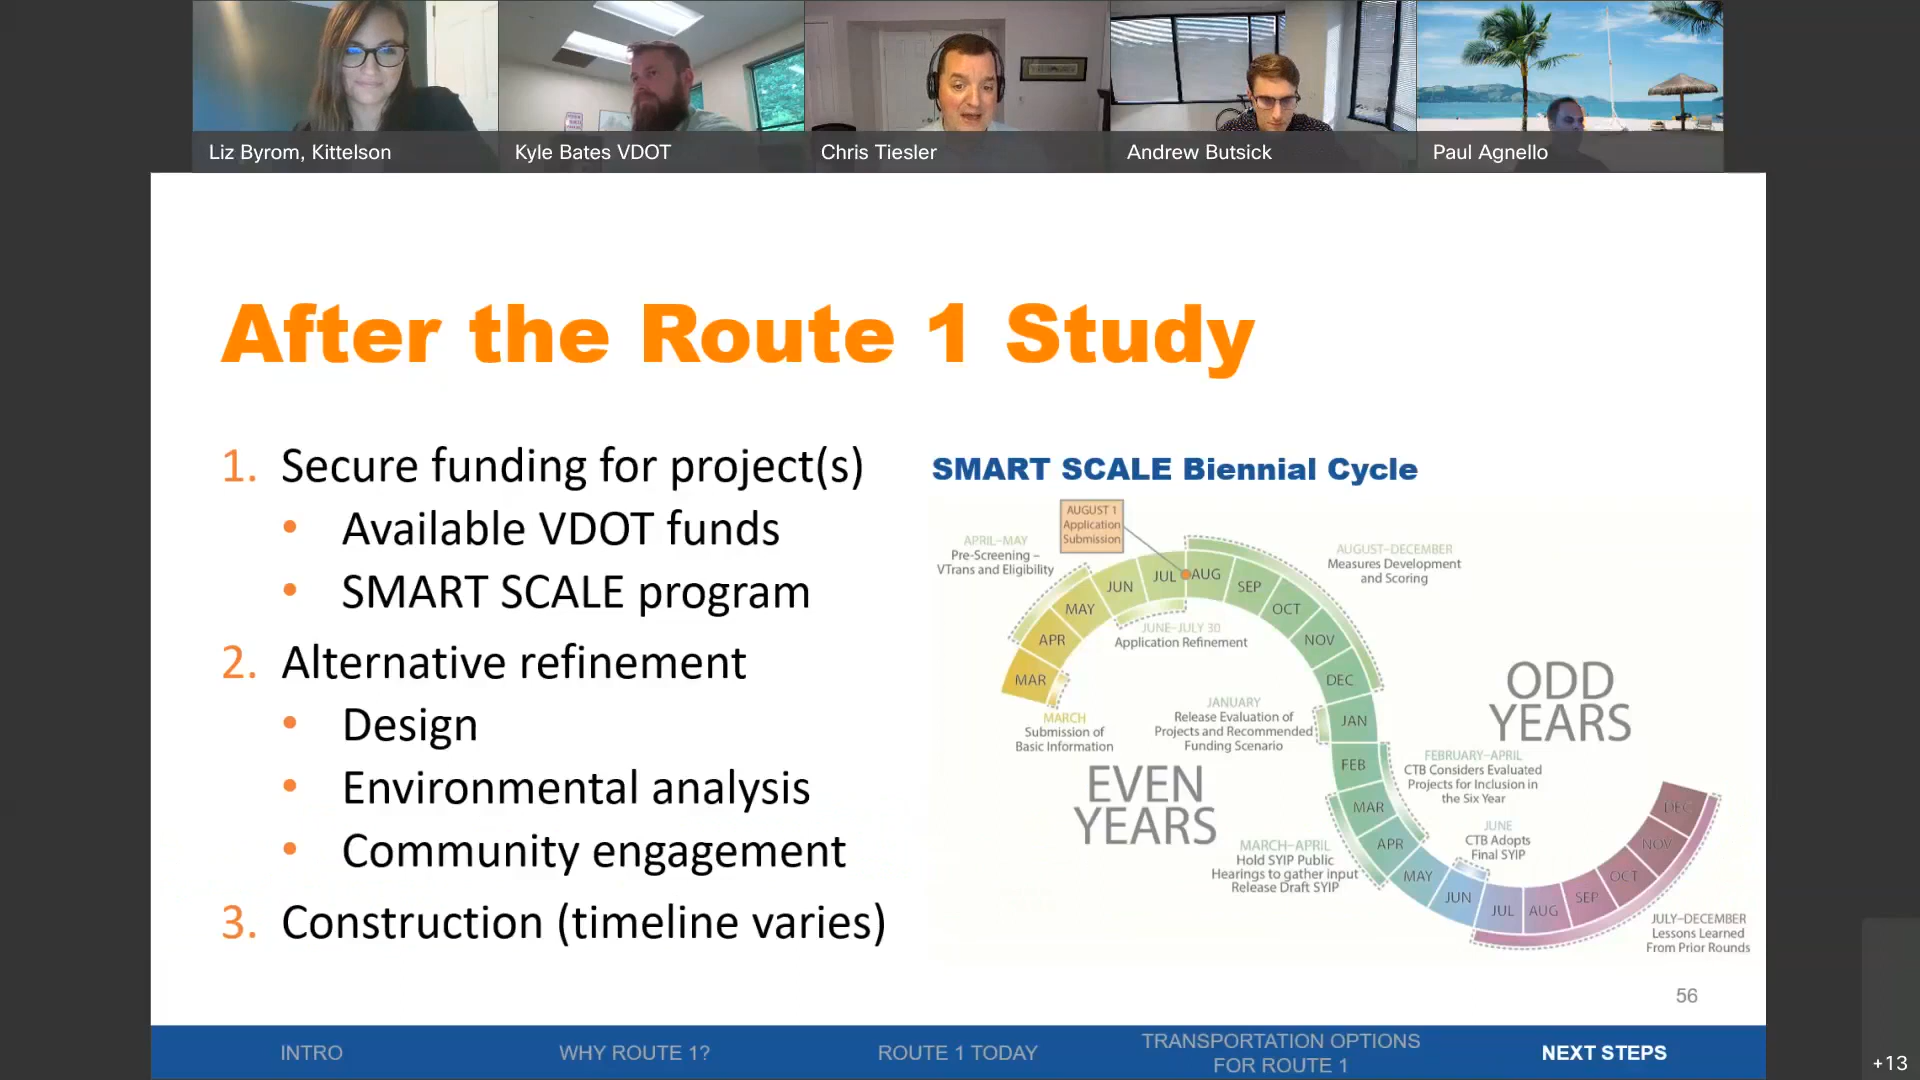 Liz Byrom, Kittelson
Kyle Bates VDOT
Chris Tiesler
Andrew Butsick
Paul Agnello
After the Route 1 Study
1. Secure funding for project(s)
• Available VDOT funds
• SMART SCALE program
2. Alternative refinement
• Design
• Environmental analysis
• Community engagement
3. Construction (timeline varies)
SMART SCALE Biennial Cycle
AUGUST 1
Application
Submission
APRIL–MAY
Pre-Screening –
VTrans and Eligibility
AUGUST–DECEMBER
Measures Development
and Scoring
MAR
APR
MAY
JUN
JUL
AUG
SEP
OCT
NOV
DEC
JUNE–JULY 30
Application Refinement
MARCH
Submission of
Basic Information
JANUARY
Release Evaluation of
Projects and Recommended
Funding Scenario
EVEN
YEARS
ODD
YEARS
JAN
FEB
MAR
APR
MAY
JUN
JUL
AUG
SEP
OCT
NOV
DEC
FEBRUARY–APRIL
CTB Considers Evaluated
Projects for Inclusion in
the Six Year
MARCH–APRIL
Hold SYIP Public
Hearings to gather input
Release Draft SYIP
JUNE
CTB Adopts
Final SYIP
JULY–DECEMBER
Lessons Learned
From Prior Rounds
56
INTRO
WHY ROUTE 1?
ROUTE 1 TODAY
TRANSPORTATION OPTIONS
FOR ROUTE 1
NEXT STEPS
+13